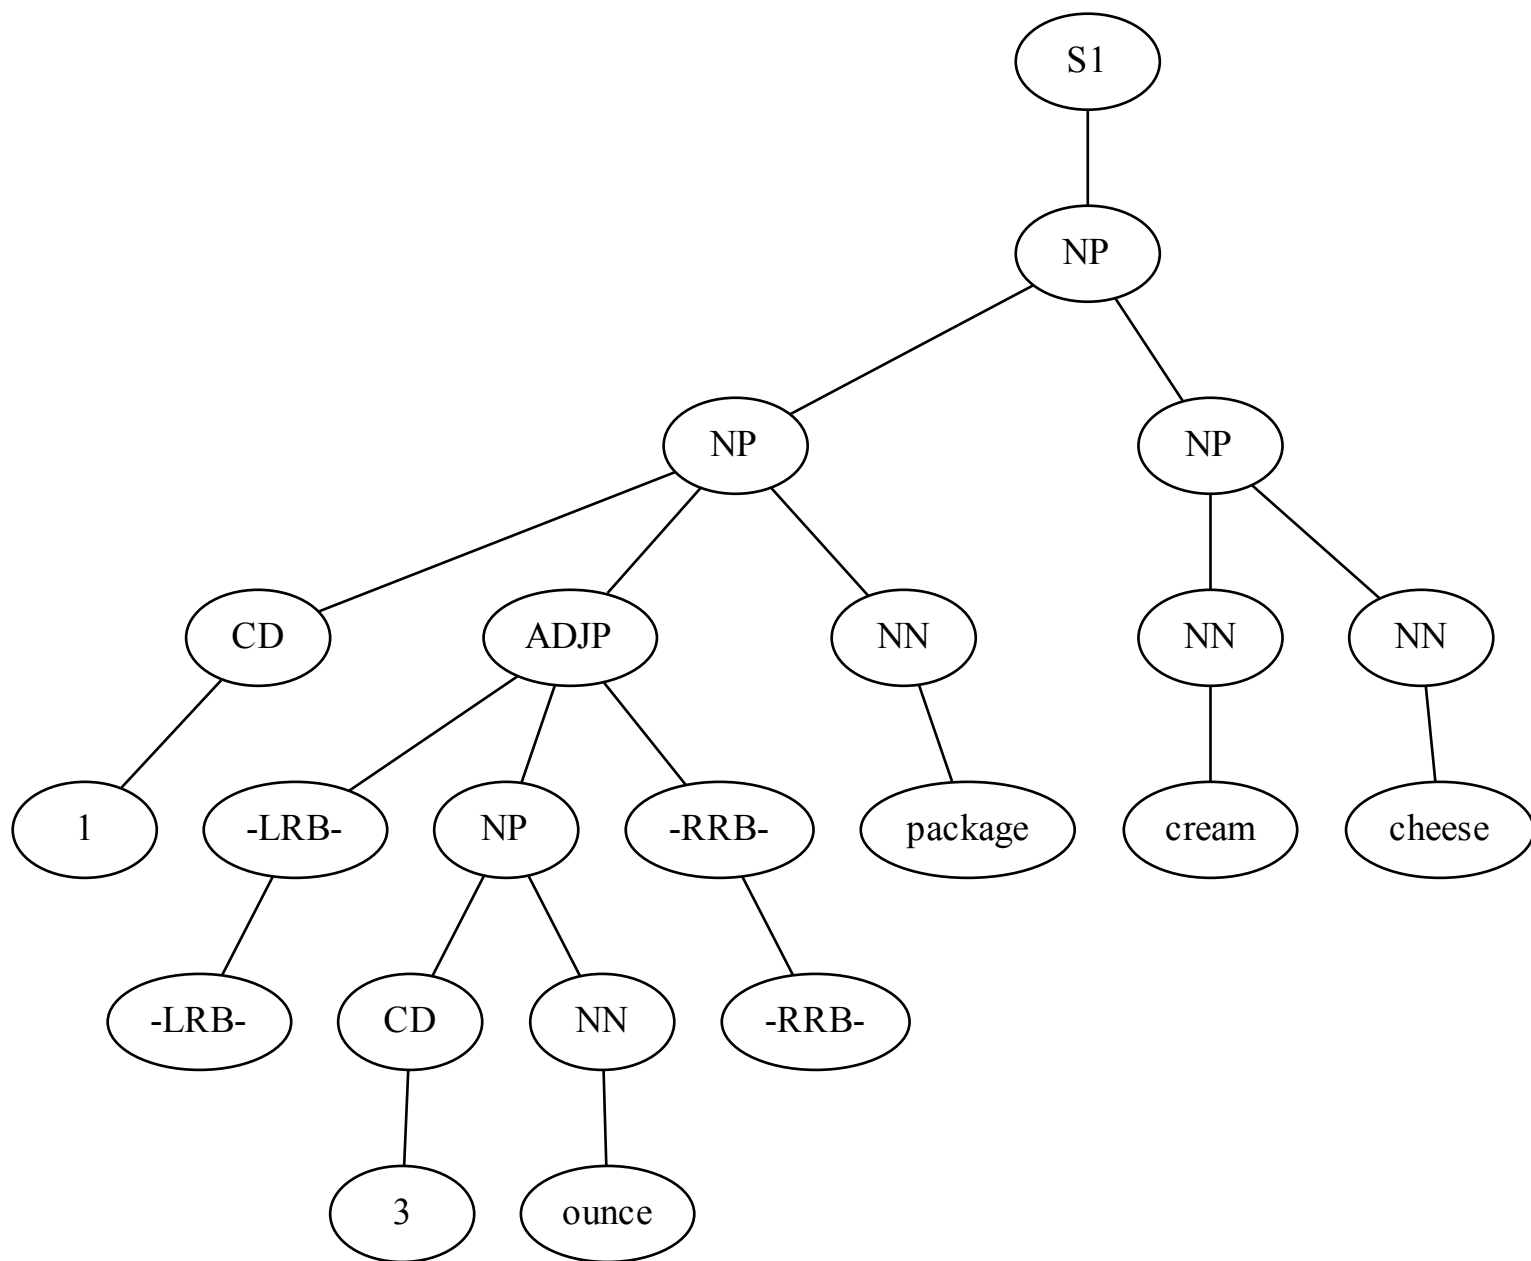 S1
NP
NP NP
CD ADJP NN NN NN
1 -LRB- NP -RRB- package cream cheese
-LRB- CD NN -RRB-
3 ounce